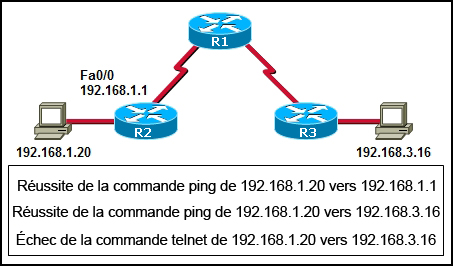 R1
Fa0/0
192.168.1.1
R2
R3
192.168.1.20
192.168.3.16
Réussite de la commande ping de 192.168.1.20 vers 192.168.1.1
Réussite de la commande ping de 192.168.1.20 vers 192.168.3.16
Échec de la commande telnet de 192.168.1.20 vers 192.168.3.16